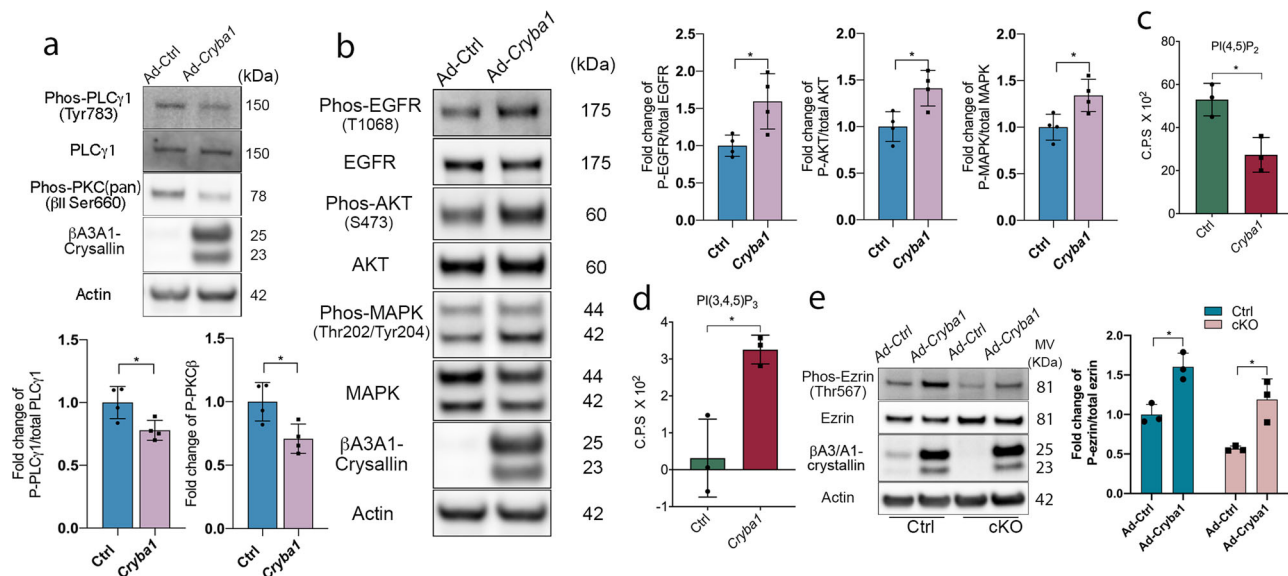 a
Ad-Ctrl
Ad-Cryba1
(kDa)
Phos-PLCγ1
(Tyr783)
150
PLCγ1
150
Phos-PKC(pan)
(βII Ser660)
78
βA3A1-
Crysallin
25
23
Actin
42
Fold change of
P-PLCγ1/total PLCγ1
1.5
1.0
0.5
0.0
*
Ctrl
Cryba1
Fold change of P-PKCβ
1.5
1.0
0.5
0.0
*
Ctrl
Cryba1
b
Ad-Ctrl
Ad-Cryba1
(kDa)
Phos-EGFR
(T1068)
175
EGFR
175
Phos-AKT
(S473)
60
AKT
60
Phos-MAPK
(Thr202/Tyr204)
44
42
MAPK
44
42
βA3A1-
Crysallin
25
23
Actin
42
Fold change of
P-EGFR/total EGFR
2.5
2.0
1.5
1.0
0.5
0.0
*
Ctrl
Cryba1
Fold change of
P-AKT/total AKT
2.0
1.5
1.0
0.5
0.0
*
Ctrl
Cryba1
Fold change of
P-MAPK/total MAPK
2.0
1.5
1.0
0.5
0.0
*
Ctrl
Cryba1
c
PI(4,5)P2
C.P.S X 10²
80
60
40
20
0
*
Ctrl
Cryba1
d
PI(3,4,5)P3
C.P.S X 10²
4
3
2
1
0
-1
*
Ctrl
Cryba1
e
Ad-Ctrl
Ad-Cryba1
Ad-Ctrl
Ad-Cryba1
MV
(KDa)
Phos-Ezrin
(Thr567)
81
Ezrin
81
βA3/A1-
crystallin
25
23
Actin
42
Ctrl
cKO
Ctrl
cKO
Fold change of
P-ezrin/total ezrin
2.0
1.5
1.0
0.5
0.0
*
*
Ad-Ctrl
Ad-Cryba1
Ad-Ctrl
Ad-Cryba1